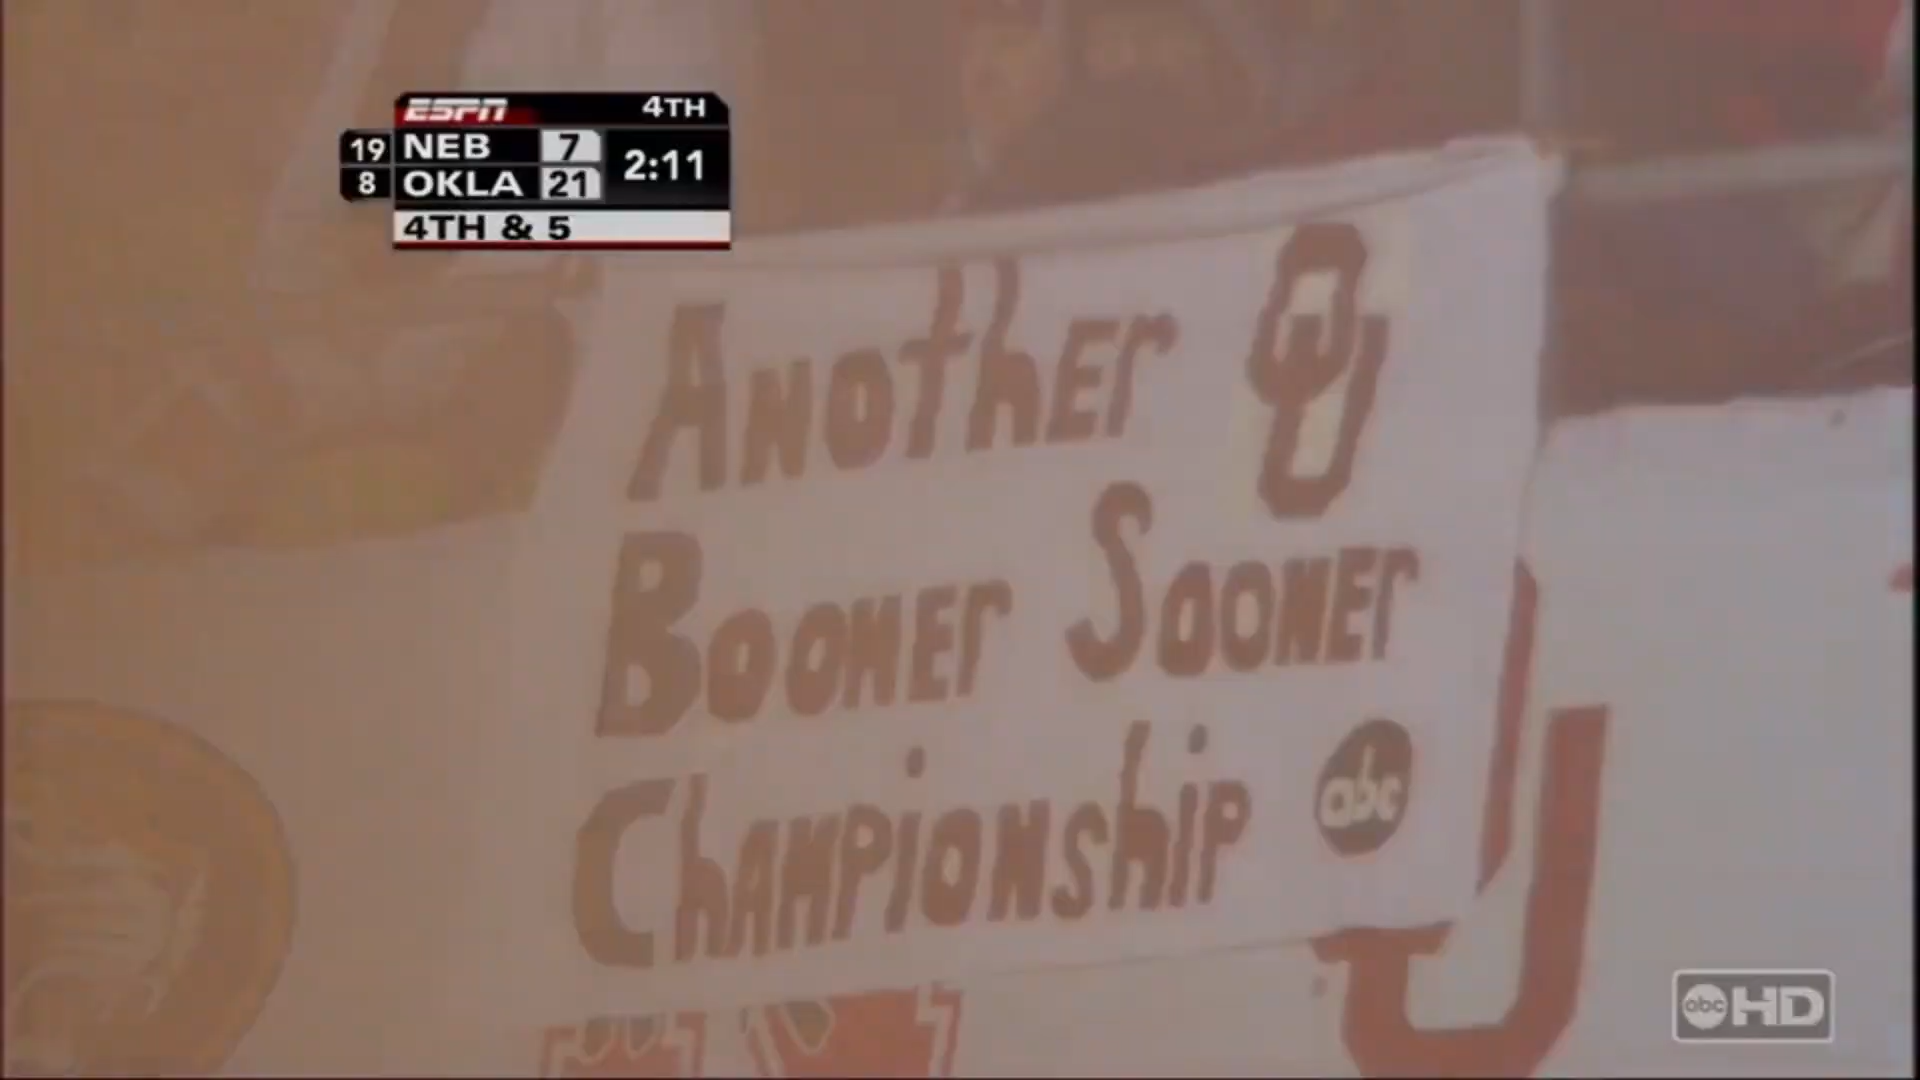 ESPN 4TH
19 NEB 7 2:11
8 OKLA 21
4TH & 5
Another OU
Boomer Sooner
Championship abc
abc HD